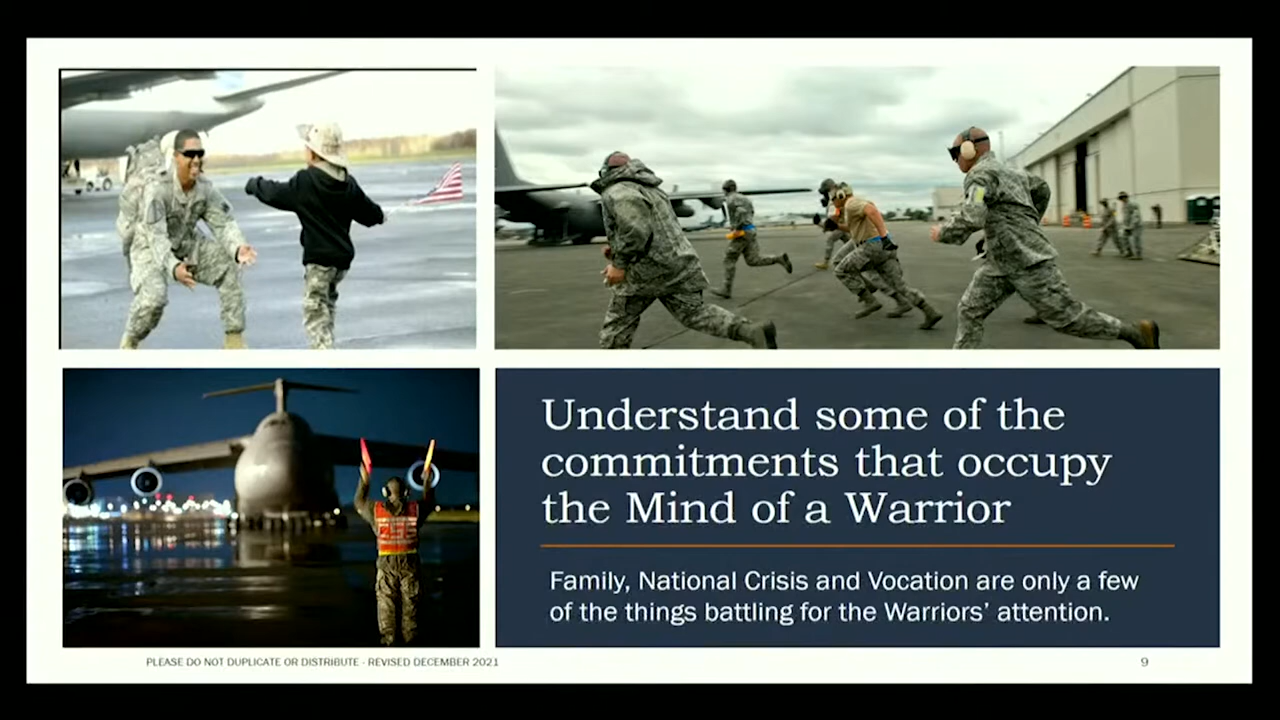 Understand some of the
commitments that occupy
the Mind of a Warrior
Family, National Crisis and Vocation are only a few
of the things battling for the Warriors’ attention.
PLEASE DO NOT DUPLICATE OR DISTRIBUTE - REVISED DECEMBER 2021
9